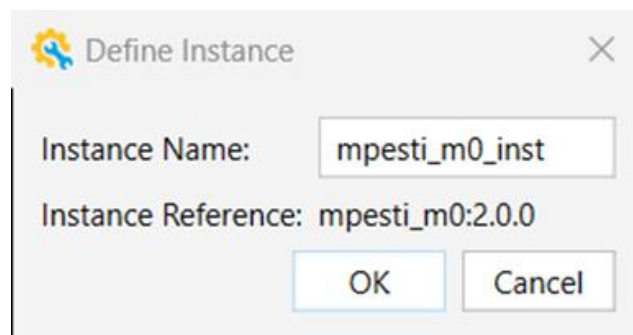 Define Instance
Instance Name: mpesti_m0_inst
Instance Reference: mpesti_m0:2.0.0
OK Cancel